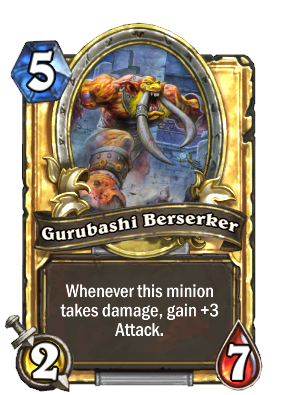 5
Gurubashi Berserker
Whenever this minion
takes damage, gain +3
Attack.
2
7